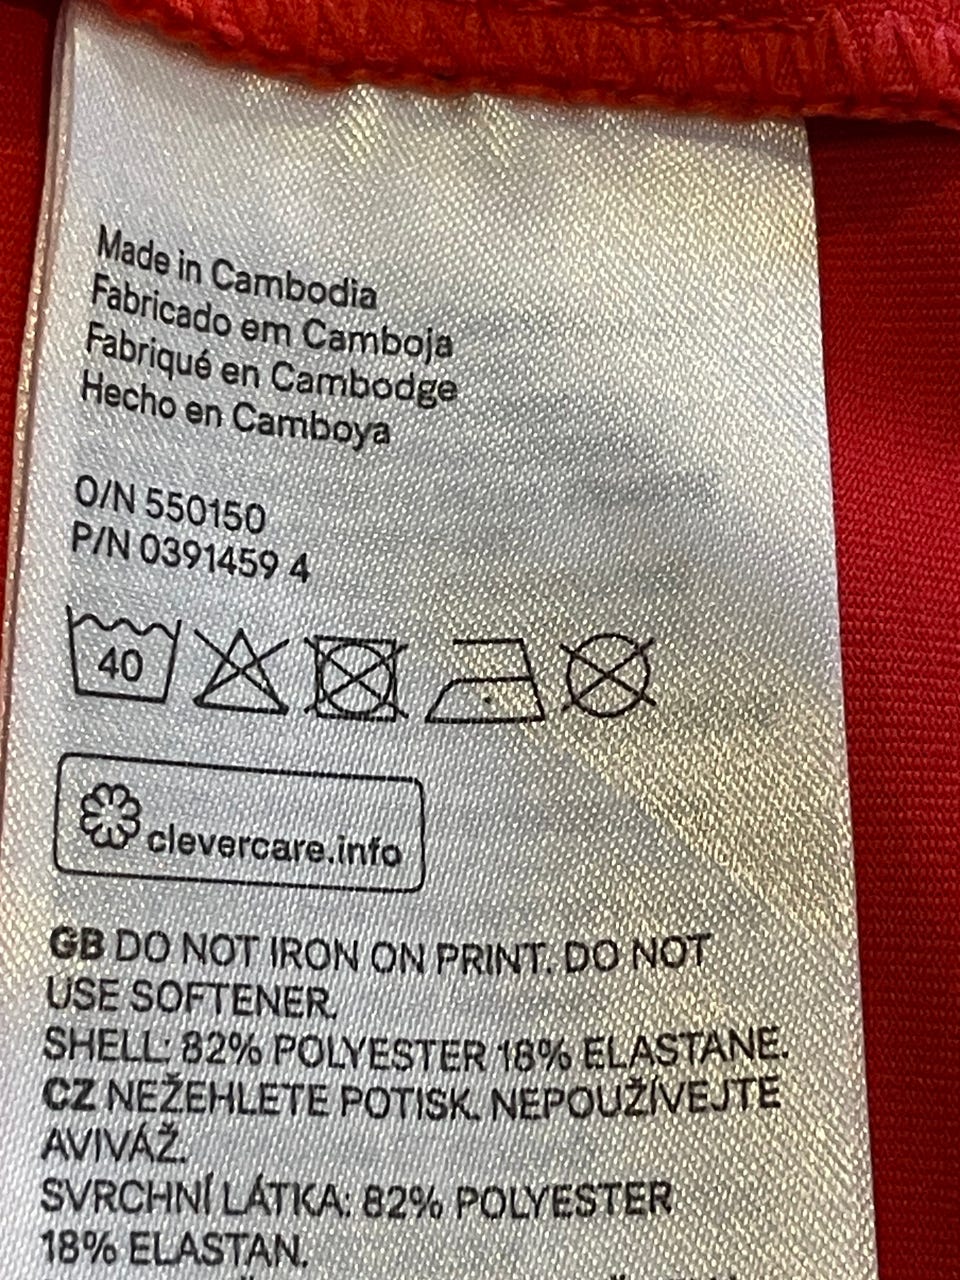 Made in Cambodia
Fabricado em Camboja
Fabriqué en Cambodge
Hecho en Camboya
O/N 550150
P/N 0391459 4
40
clevercare.info
GB DO NOT IRON ON PRINT. DO NOT
USE SOFTENER.
SHELL: 82% POLYESTER 18% ELASTANE.
CZ NEŽEHLETE POTISK. NEPOUŽÍVEJTE
AVIVÁŽ.
SVRCHNÍ LÁTKA: 82% POLYESTER
18% ELASTAN.